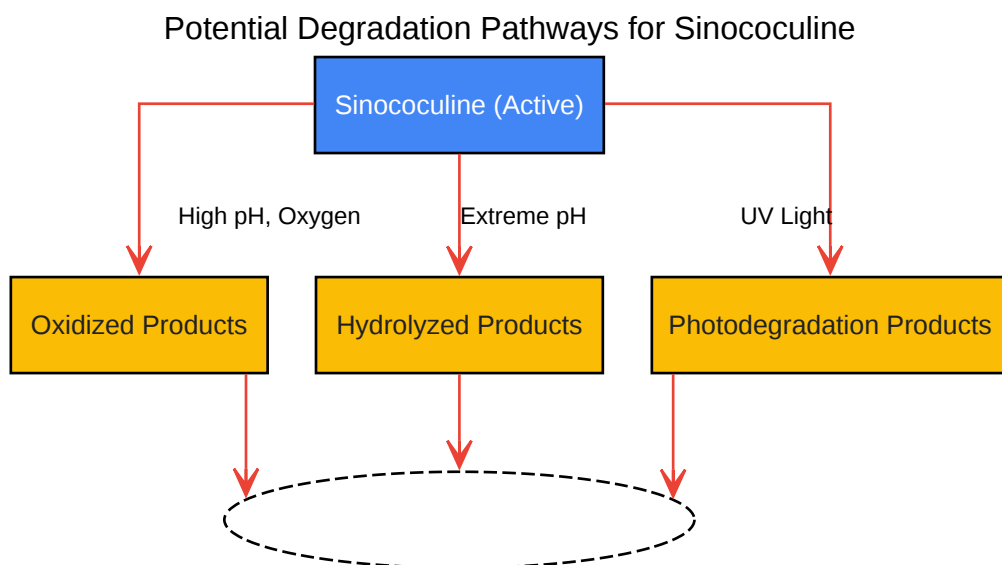 Potential Degradation Pathways for Sinococuline
Sinococuline (Active)
High pH, Oxygen
Extreme pH
UV Light
Oxidized Products
Hydrolyzed Products
Photodegradation Products